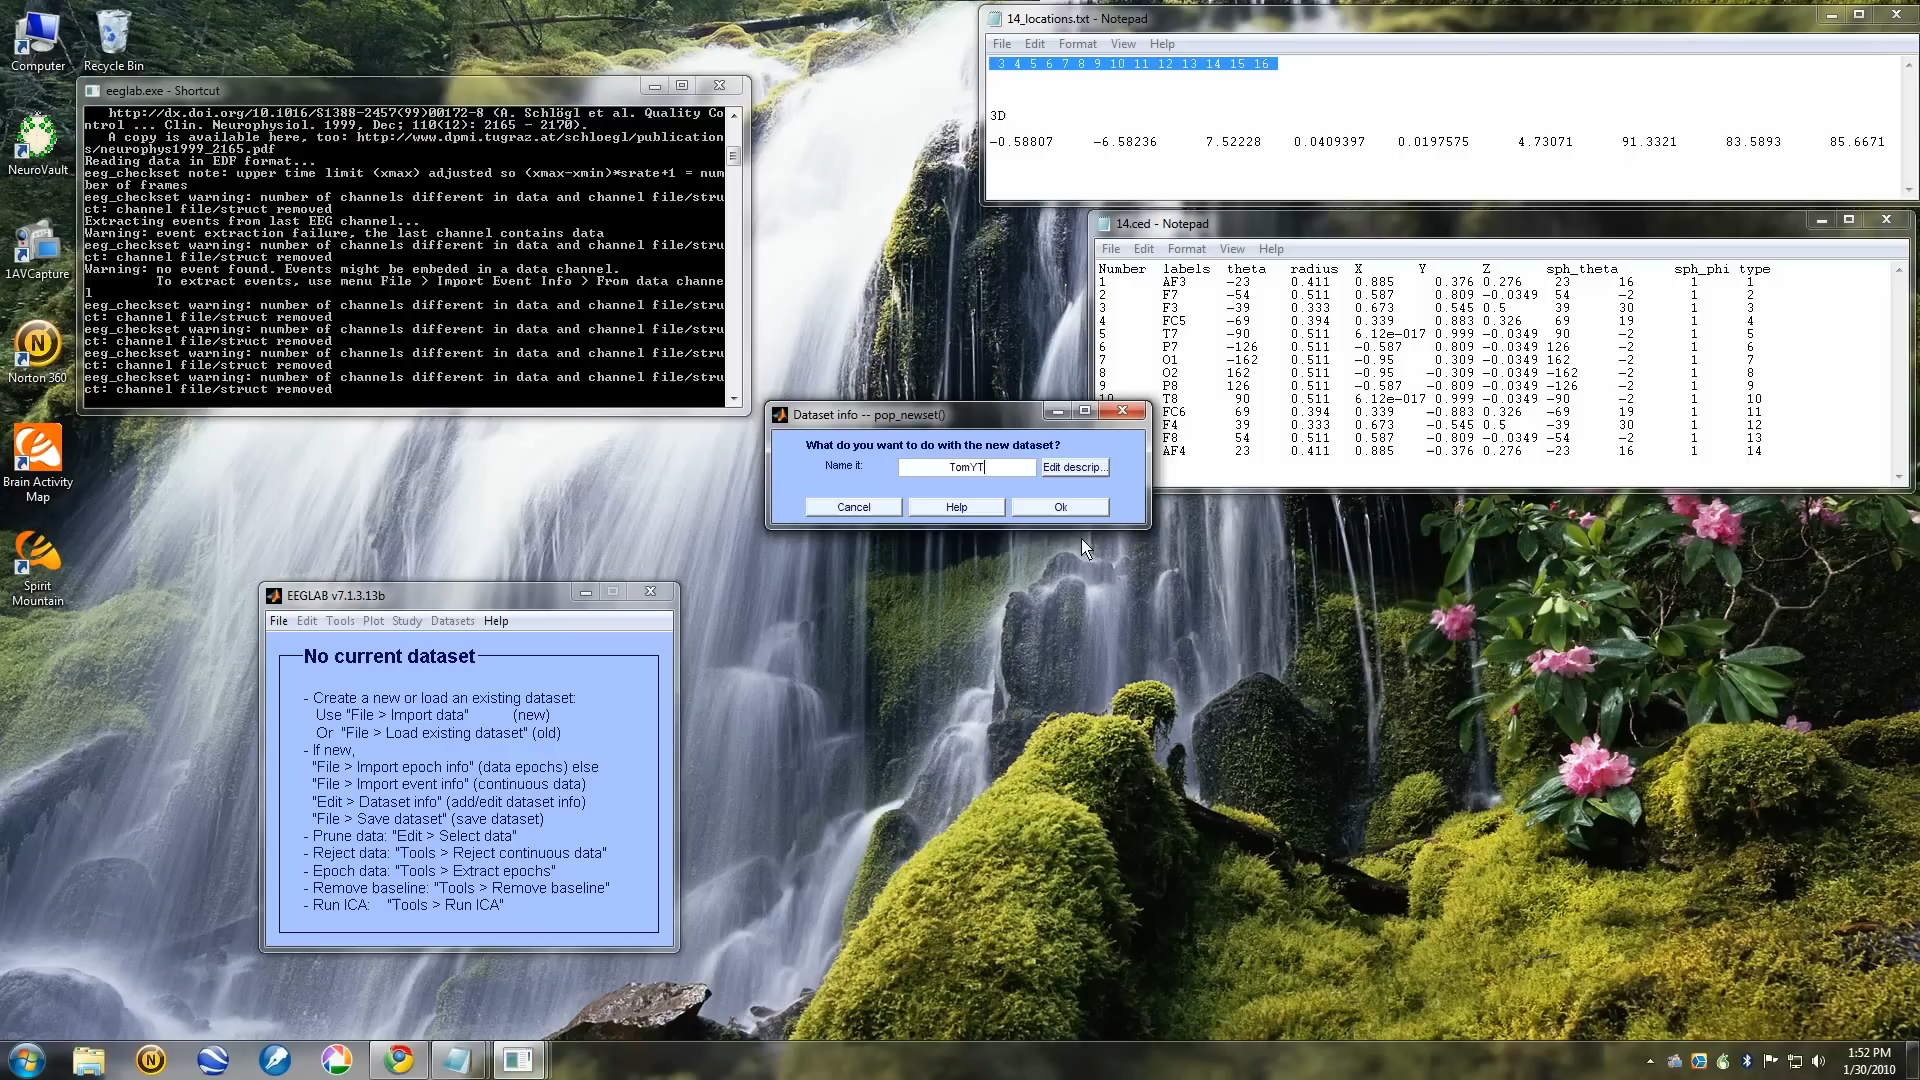 Computer
Recycle Bin
NeuroVault
1AVCapture
Norton 360
Brain Activity
Map
Spirit
Mountain
eeglab.exe - Shortcut
http://dx.doi.org/10.1016/S1388-2457(99)00172-8 (A. Schlögl et al. Quality Co
ntrol ... Clin. Neurophysiol. 1999, Dec; 110(12): 2165 - 2170).
A copy is available here, too: http://www.dpmi.tugraz.at/schloegl/publication
s/neurophys1999_2165.pdf
Reading data in EDF format...
eeg_checkset note: upper time limit (xmax) adjusted so (xmax-xmin)*srate+1 = num
ber of frames
eeg_checkset warning: number of channels different in data and channel file/stru
ct: channel file/struct removed
Extracting events from last EEG channel...
Warning: event extraction failure, the last channel contains data
eeg_checkset warning: number of channels different in data and channel file/stru
ct: channel file/struct removed
Warning: no event found. Events might be embeded in a data channel.
To extract events, use menu File > Import Event Info > From data channe
l
eeg_checkset warning: number of channels different in data and channel file/stru
ct: channel file/struct removed
eeg_checkset warning: number of channels different in data and channel file/stru
ct: channel file/struct removed
eeg_checkset warning: number of channels different in data and channel file/stru
ct: channel file/struct removed
eeg_checkset warning: number of channels different in data and channel file/stru
ct: channel file/struct removed
14_locations.txt - Notepad
File Edit Format View Help
3 4 5 6 7 8 9 10 11 12 13 14 15 16
3D
-0.58807 -6.58236 7.52228 0.0409397 0.0197575 4.73071 91.3321 83.5893 85.6671
14.ced - Notepad
File Edit Format View Help
Number labels theta radius X Y Z sph_theta sph_phi type
1 AF3 -23 0.411 0.885 0.376 0.276 23 16 1 1
2 F7 -54 0.511 0.587 0.809 -0.0349 54 -2 1 2
3 F3 -39 0.333 0.673 0.545 0.5 39 30 1 3
4 FC5 -69 0.394 0.339 0.883 0.326 69 19 1 4
5 T7 -90 0.511 6.12e-017 0.999 -0.0349 90 -2 1 5
6 P7 -126 0.511 -0.587 0.809 -0.0349 126 -2 1 6
7 O1 -162 0.511 -0.95 0.309 -0.0349 162 -2 1 7
8 O2 162 0.511 -0.95 -0.309 -0.0349 -162 -2 1 8
9 P8 126 0.511 -0.587 -0.809 -0.0349 -126 -2 1 9
10 T8 90 0.511 6.12e-017 -0.999 -0.0349 -90 -2 1 10
FC6 69 0.394 0.339 -0.883 0.326 -69 19 1 11
F4 39 0.333 0.673 -0.545 0.5 -39 30 1 12
F8 54 0.511 0.587 -0.809 -0.0349 -54 -2 1 13
AF4 23 0.411 0.885 -0.376 0.276 -23 16 1 14
Dataset info -- pop_newset()
What do you want to do with the new dataset?
Name it: TomYT Edit descrip...
Cancel Help Ok
EEGLAB v7.1.3.13b
File Edit Tools Plot Study Datasets Help
No current dataset
- Create a new or load an existing dataset:
Use "File > Import data" (new)
Or "File > Load existing dataset" (old)
- If new,
"File > Import epoch info" (data epochs) else
"File > Import event info" (continuous data)
"Edit > Dataset info" (add/edit dataset info)
"File > Save dataset" (save dataset)
- Prune data: "Edit > Select data"
- Reject data: "Tools > Reject continuous data"
- Epoch data: "Tools > Extract epochs"
- Remove baseline: "Tools > Remove baseline"
- Run ICA: "Tools > Run ICA"
1:52 PM
1/30/2010